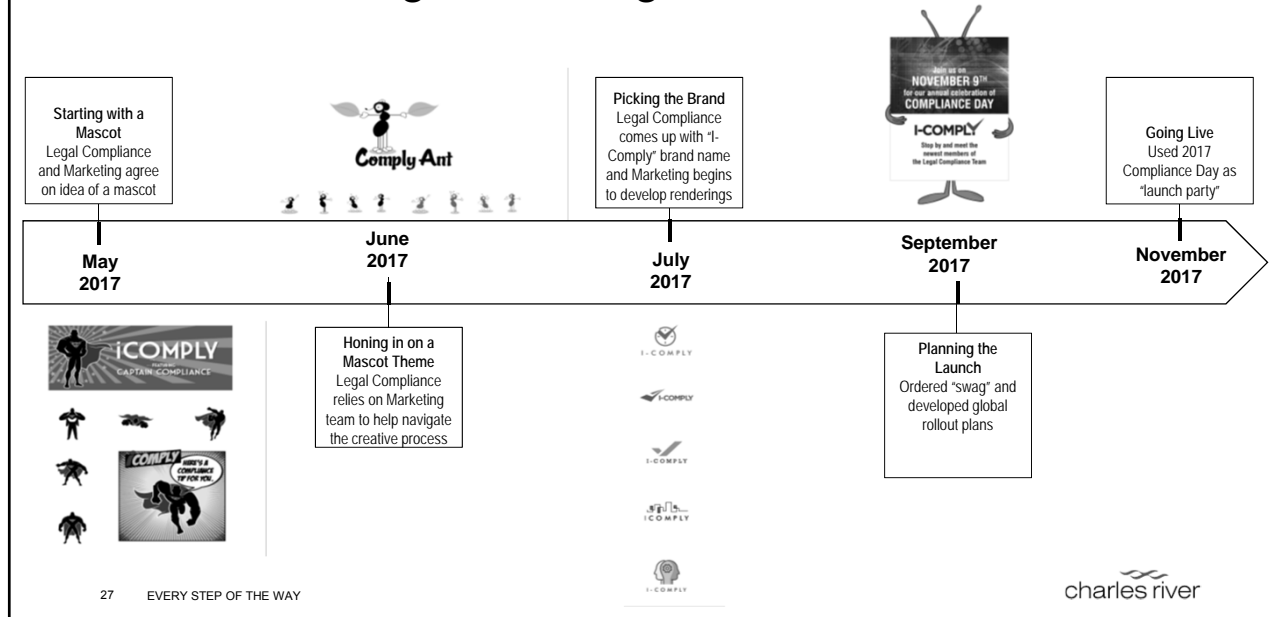 Starting with a
Mascot
Legal Compliance
and Marketing agree
on idea of a mascot
Comply Ant
Picking the Brand
Legal Compliance
comes up with "I-
Comply" brand name
and Marketing begins
to develop renderings
Join us on
NOVEMBER 9TH
for our annual celebration of
COMPLIANCE DAY
I-COMPLY
Stop by and meet the
newest members of
the Legal Compliance Team
Going Live
Used 2017
Compliance Day as
"launch party"
May
2017
June
2017
July
2017
September
2017
November
2017
iCOMPLY
FEATURING
CAPTAIN COMPLIANCE
COMPLY
HERE'S A
COMPLIANCE
TIP FOR YOU.
Honing in on a
Mascot Theme
Legal Compliance
relies on Marketing
team to help navigate
the creative process
I-COMPLY
I-COMPLY
I-COMPLY
ICOMPLY
I-COMPLY
Planning the
Launch
Ordered "swag" and
developed global
rollout plans
27 EVERY STEP OF THE WAY
charles river